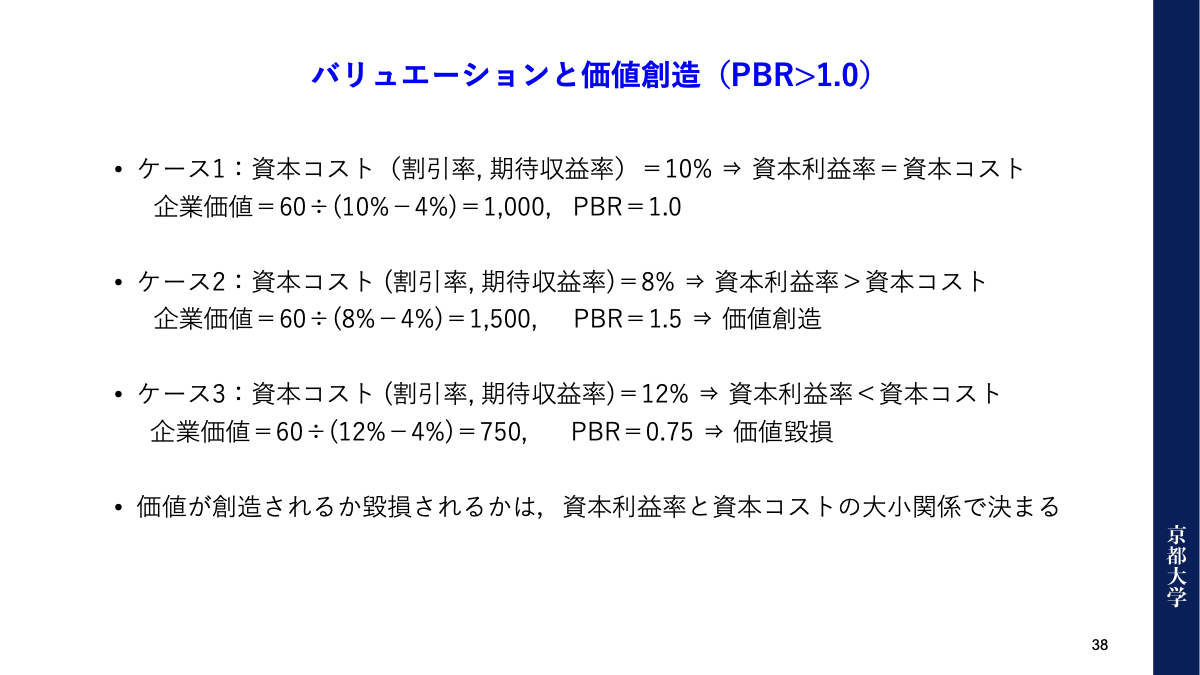 バリュエーションと価値創造（PBR>1.0）
• ケース1：資本コスト（割引率, 期待収益率）＝10% ⇒ 資本利益率＝資本コスト
企業価値＝60÷(10%－4%)＝1,000, PBR＝1.0
• ケース2：資本コスト (割引率, 期待収益率)＝8% ⇒ 資本利益率＞資本コスト
企業価値＝60÷(8%－4%)＝1,500, PBR＝1.5 ⇒ 価値創造
• ケース3：資本コスト (割引率, 期待収益率)＝12% ⇒ 資本利益率＜資本コスト
企業価値＝60÷(12%－4%)＝750, PBR＝0.75 ⇒ 価値毀損
• 価値が創造されるか毀損されるかは，資本利益率と資本コストの大小関係で決まる
京都大学
38